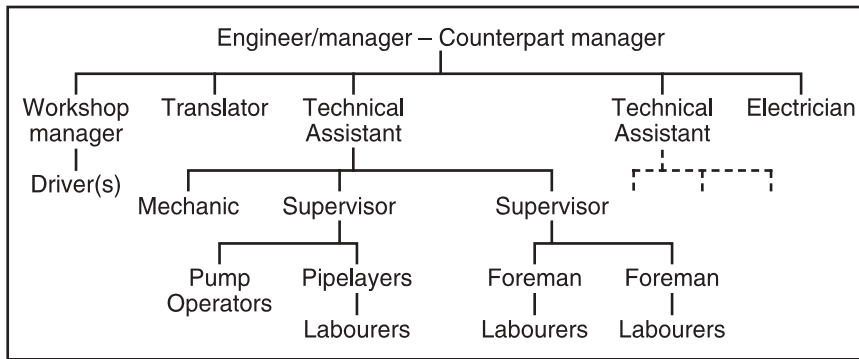 Engineer/manager – Counterpart manager
Workshop manager
Translator
Technical Assistant
Technical Assistant
Electrician
Driver(s)
Mechanic
Supervisor
Supervisor
Pump Operators
Pipelayers
Foreman
Foreman
Labourers
Labourers
Labourers